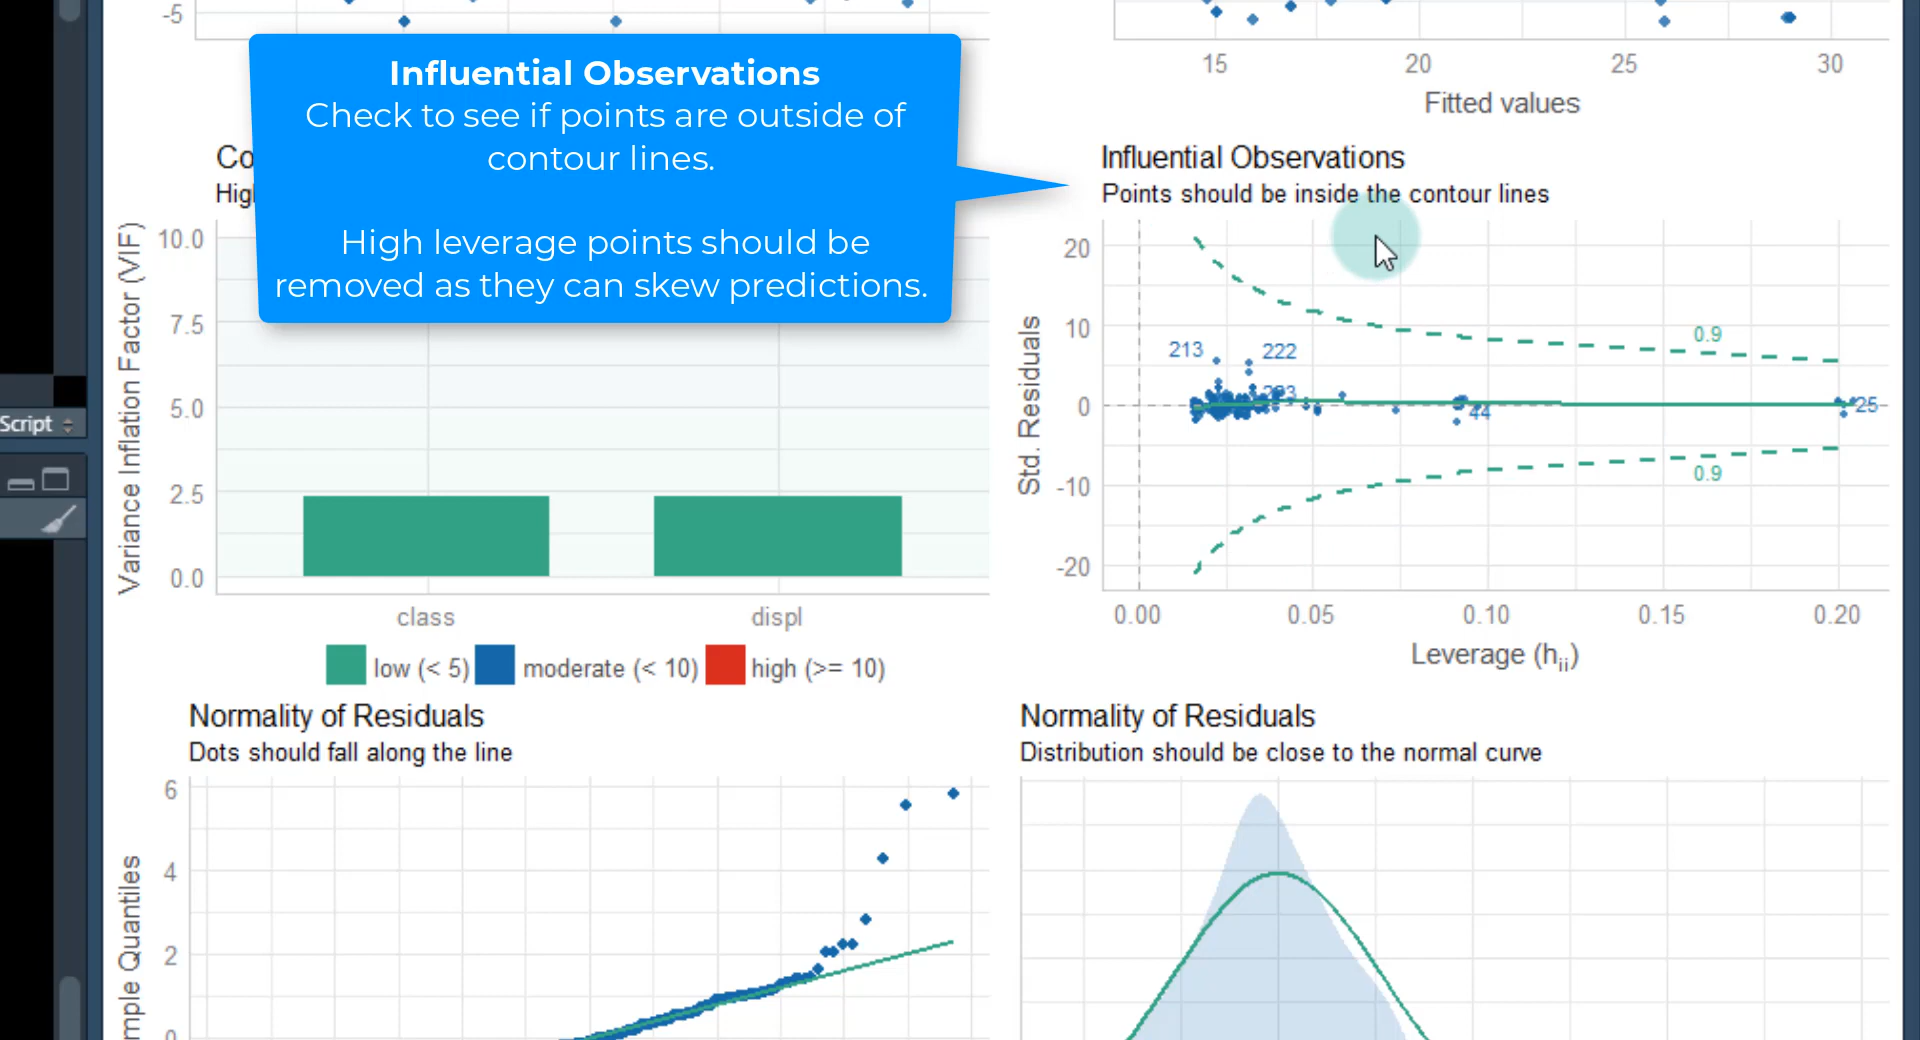 -5
15
20
25
30
Fitted values
Influential Observations
Check to see if points are outside of
contour lines.
High leverage points should be
removed as they can skew predictions.
Co
Hig
Variance Inflation Factor (VIF)
10.0
7.5
5.0
2.5
0.0
class
displ
low (< 5)
moderate (< 10)
high (>= 10)
Influential Observations
Points should be inside the contour lines
Std. Residuals
20
10
0
-10
-20
213
222
44
25
0.9
0.9
0.00
0.05
0.10
0.15
0.20
Leverage (hii)
Script
Normality of Residuals
Dots should fall along the line
mple Quantiles
6
4
2
0
Normality of Residuals
Distribution should be close to the normal curve